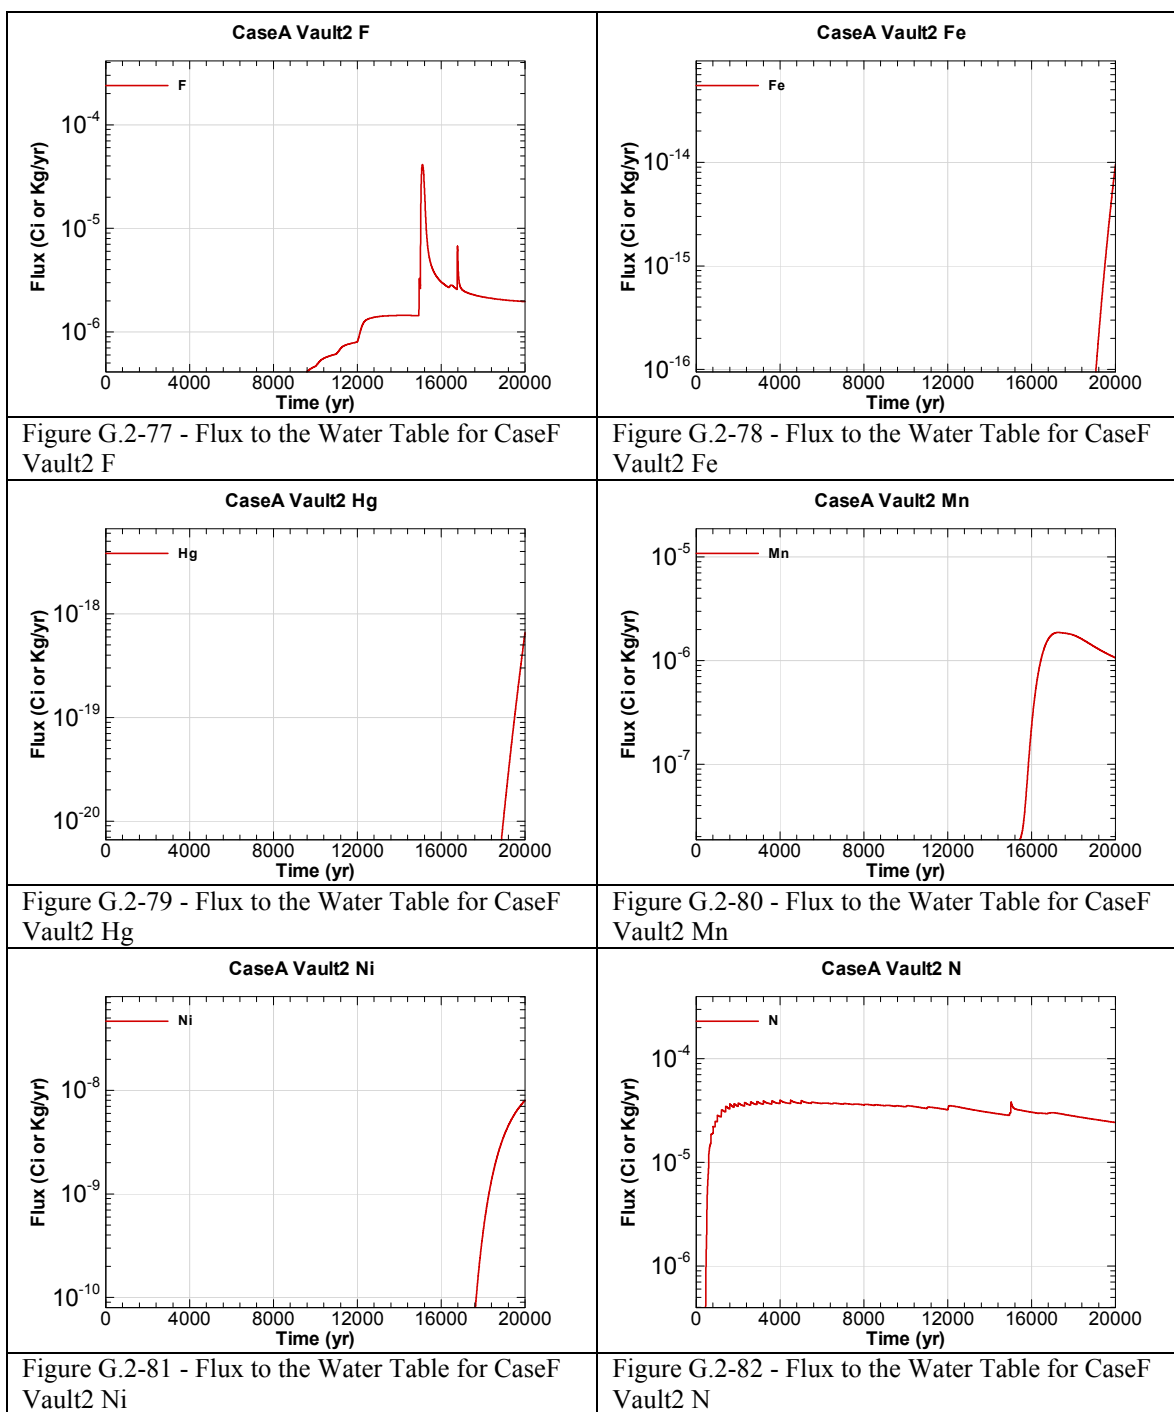 CaseA Vault2 F
F
Flux (Ci or Kg/yr)
10-4
10-5
10-6
0 4000 8000 12000 16000 20000
Time (yr)
Figure G.2-77 - Flux to the Water Table for CaseF
Vault2 F
CaseA Vault2 Fe
Fe
Flux (Ci or Kg/yr)
10-14
10-15
10-16
0 4000 8000 12000 16000 20000
Time (yr)
Figure G.2-78 - Flux to the Water Table for CaseF
Vault2 Fe
CaseA Vault2 Hg
Hg
Flux (Ci or Kg/yr)
10-18
10-19
10-20
0 4000 8000 12000 16000 20000
Time (yr)
Figure G.2-79 - Flux to the Water Table for CaseF
Vault2 Hg
CaseA Vault2 Mn
Mn
Flux (Ci or Kg/yr)
10-5
10-6
10-7
0 4000 8000 12000 16000 20000
Time (yr)
Figure G.2-80 - Flux to the Water Table for CaseF
Vault2 Mn
CaseA Vault2 Ni
Ni
Flux (Ci or Kg/yr)
10-8
10-9
10-10
0 4000 8000 12000 16000 20000
Time (yr)
Figure G.2-81 - Flux to the Water Table for CaseF
Vault2 Ni
CaseA Vault2 N
N
Flux (Ci or Kg/yr)
10-4
10-5
10-6
0 4000 8000 12000 16000 20000
Time (yr)
Figure G.2-82 - Flux to the Water Table for CaseF
Vault2 N